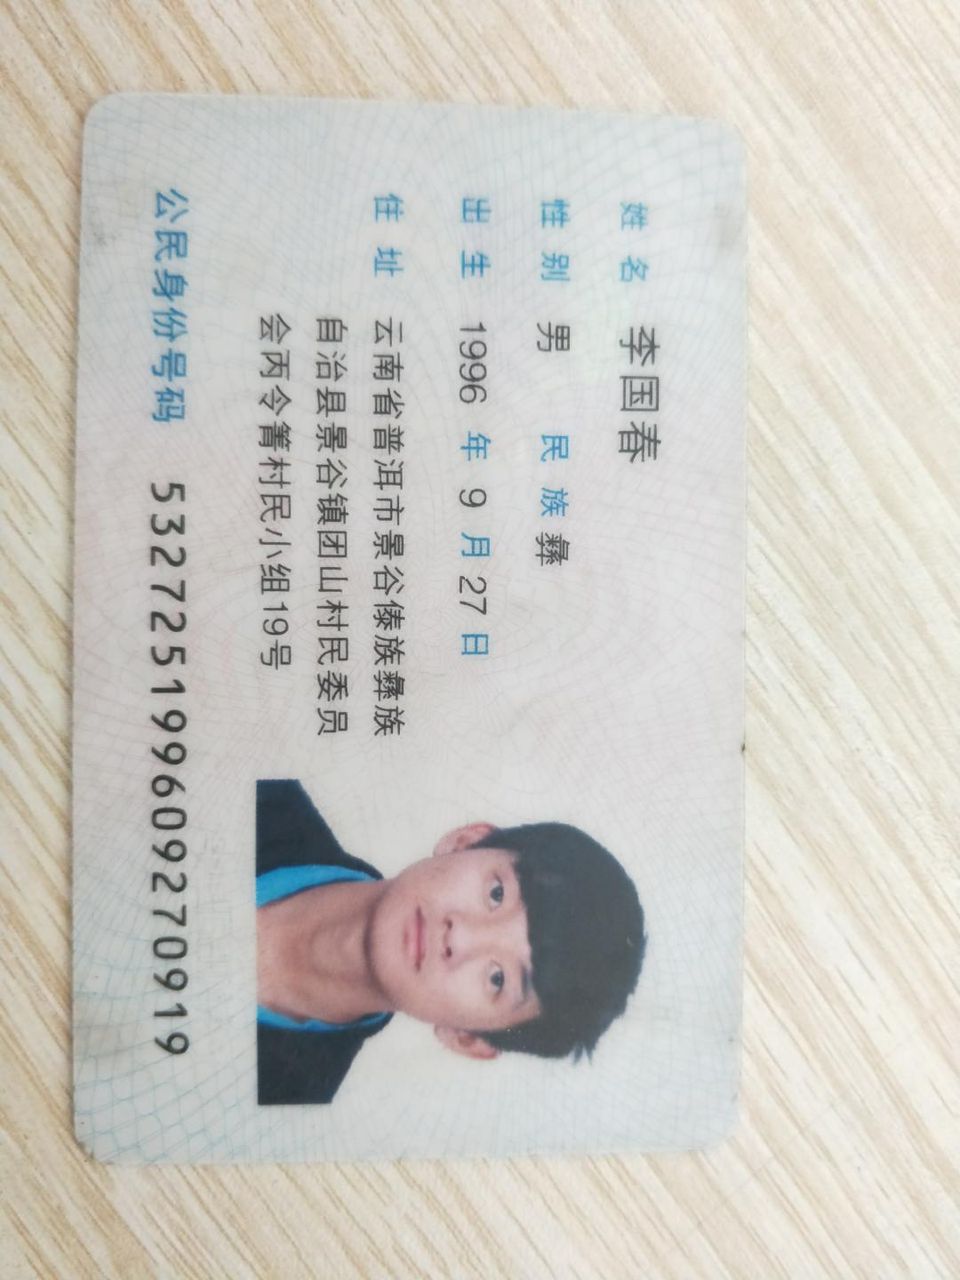 姓名 李国春
性别 男 民族 彝
出生 1996 年 9 月 27 日
住址 云南省普洱市景谷傣族彝族
自治县景谷镇团山村民委员
会丙令箐村民小组19号
公民身份号码 532725199609270919